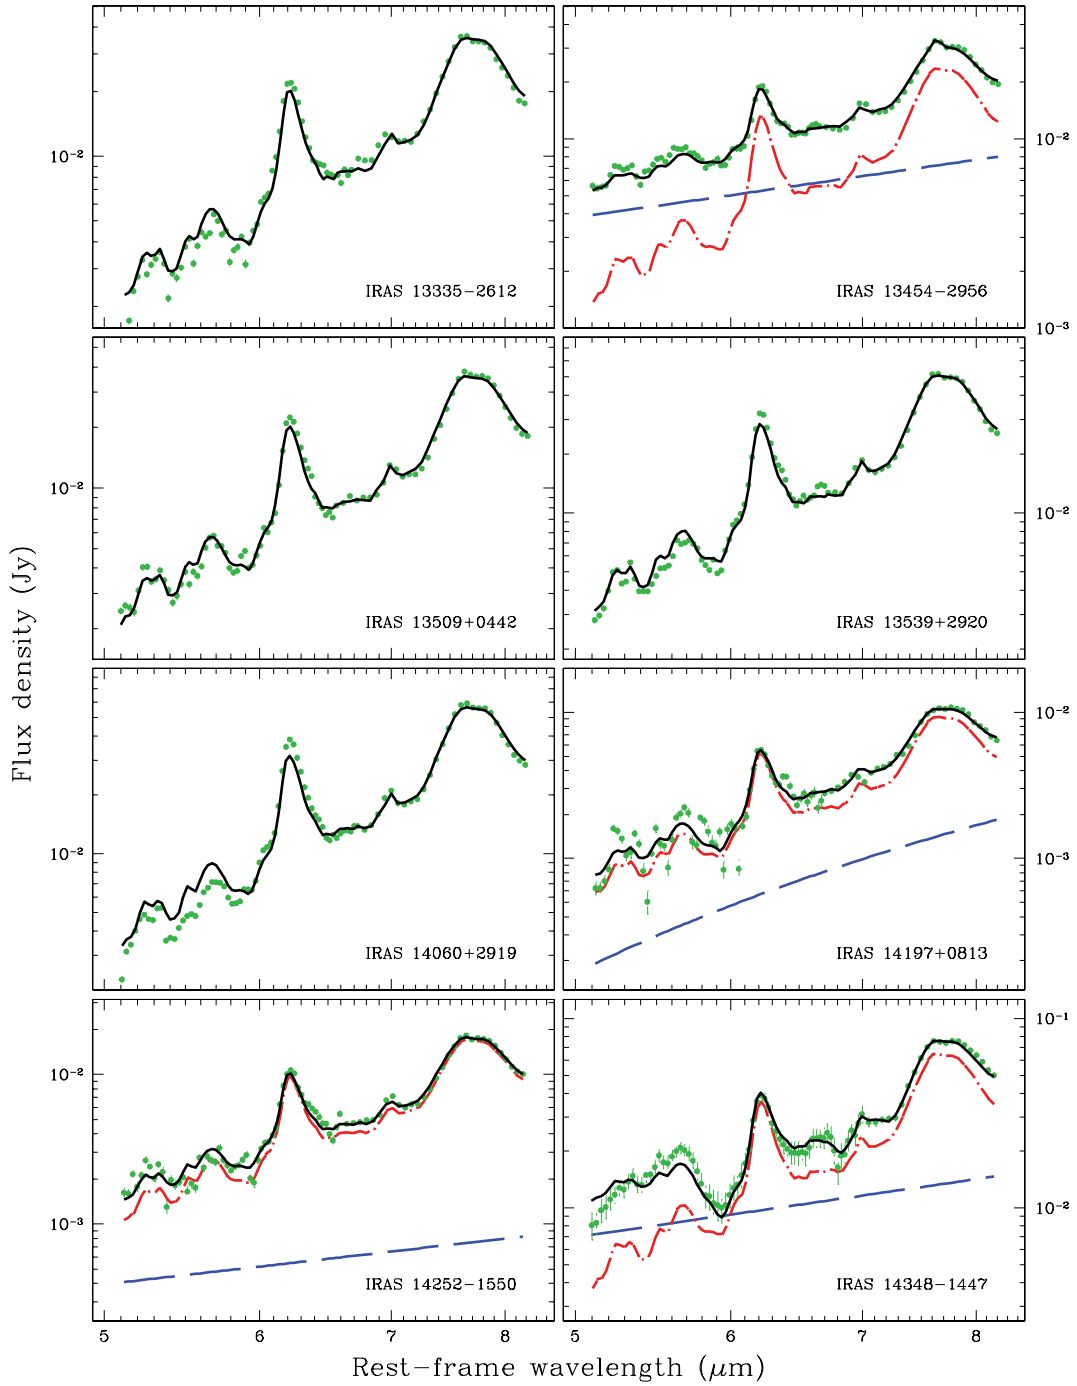 10⁻²
IRAS 13335−2612
10⁻²
IRAS 13454−2956
10⁻³
10⁻²
IRAS 13509+0442
10⁻²
IRAS 13539+2920
10⁻²
IRAS 14060+2919
10⁻²
10⁻³
IRAS 14197+0813
10⁻²
10⁻³
IRAS 14252−1550
10⁻¹
10⁻²
IRAS 14348−1447
5 6 7 8
5 6 7 8
Flux density (Jy)
Rest−frame wavelength (μm)